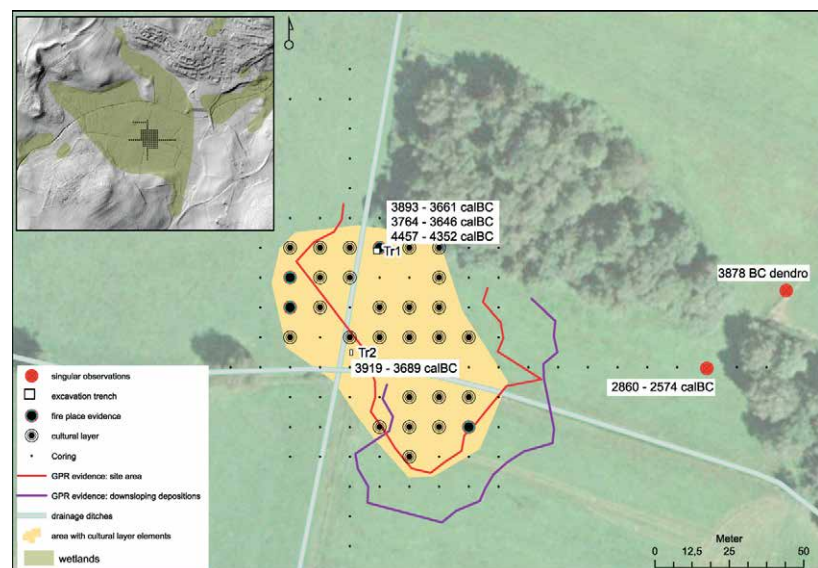 3893 - 3661 calBC
3764 - 3646 calBC
4457 - 4352 calBC
Tr1
3878 BC dendro
Tr2
3919 - 3689 calBC
2860 - 2574 calBC
singular observations
excavation trench
fire place evidence
cultural layer
Coring
GPR evidence: site area
GPR evidence: downsloping depositions
drainage ditches
area with cultural layer elements
wetlands
Meter
0 12,5 25 50